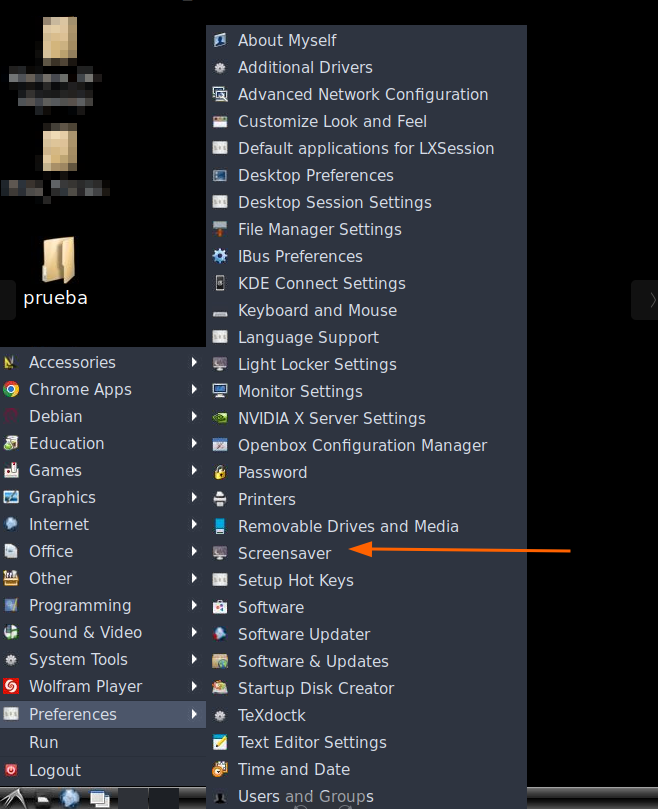 prueba
Accessories
Chrome Apps
Debian
Education
Games
Graphics
Internet
Office
Other
Programming
Sound & Video
System Tools
Wolfram Player
Preferences
Run
Logout
About Myself
Additional Drivers
Advanced Network Configuration
Customize Look and Feel
Default applications for LXSession
Desktop Preferences
Desktop Session Settings
File Manager Settings
IBus Preferences
KDE Connect Settings
Keyboard and Mouse
Language Support
Light Locker Settings
Monitor Settings
NVIDIA X Server Settings
Openbox Configuration Manager
Password
Printers
Removable Drives and Media
Screensaver
Setup Hot Keys
Software
Software Updater
Software & Updates
Startup Disk Creator
TeXdoctk
Text Editor Settings
Time and Date
Users and Groups